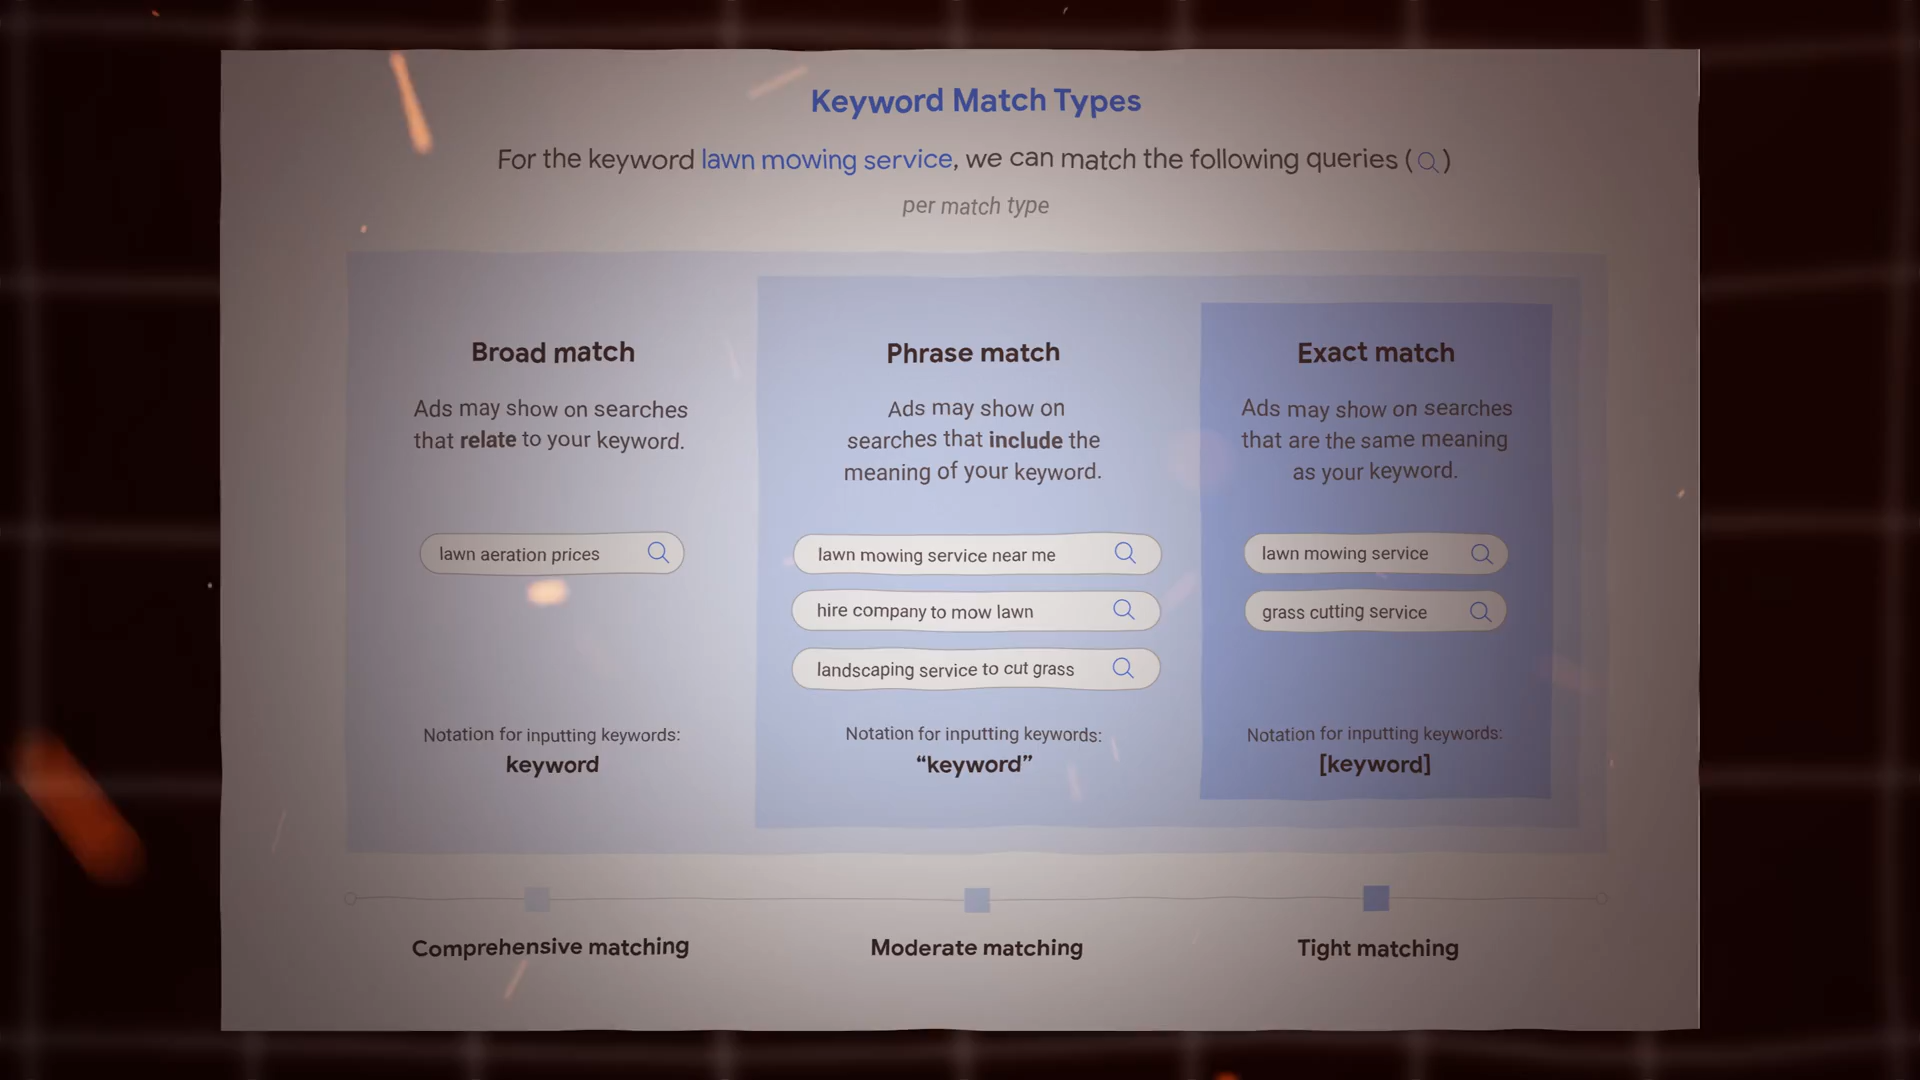 Keyword Match Types
For the keyword lawn mowing service, we can match the following queries ( )
per match type
Broad match
Ads may show on searches
that relate to your keyword.
lawn aeration prices
Notation for inputting keywords:
keyword
Phrase match
Ads may show on
searches that include the
meaning of your keyword.
lawn mowing service near me
hire company to mow lawn
landscaping service to cut grass
Notation for inputting keywords:
“keyword”
Exact match
Ads may show on searches
that are the same meaning
as your keyword.
lawn mowing service
grass cutting service
Notation for inputting keywords:
[keyword]
Comprehensive matching
Moderate matching
Tight matching